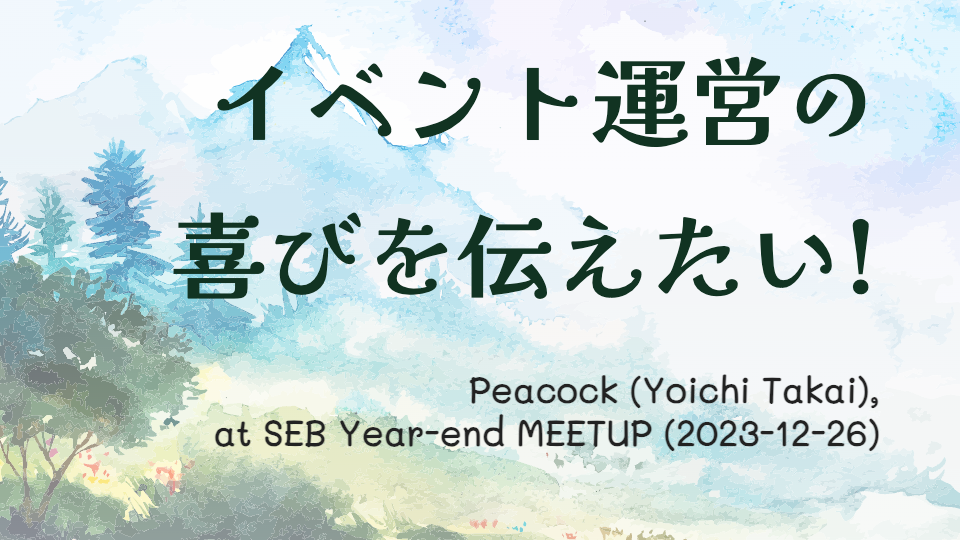 イベント運営の
喜びを伝えたい!
Peacock (Yoichi Takai),
at SEB Year-end MEETUP (2023-12-26)